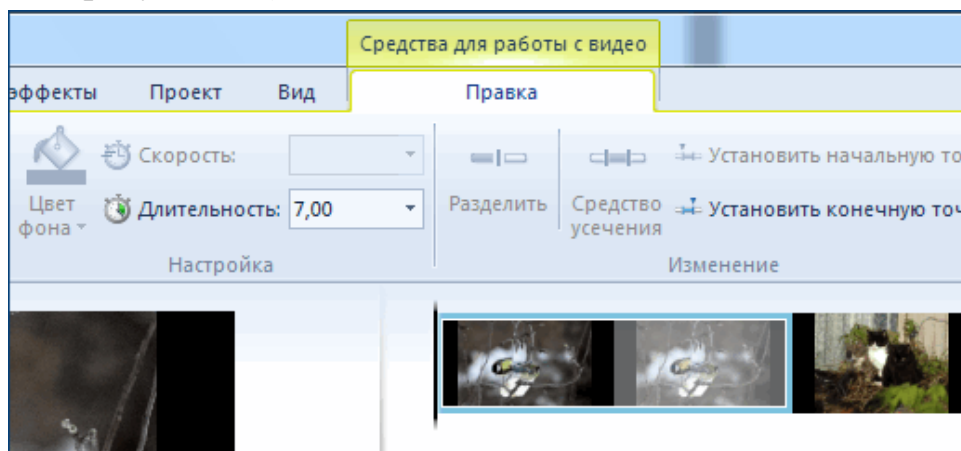 Средства для работы с видео
эффекты Проект Вид Правка
Скорость:
Установить начальную то
Цвет фона
Длительность: 7,00
Разделить
Средство усечения
Установить конечную точ
Настройка
Изменение